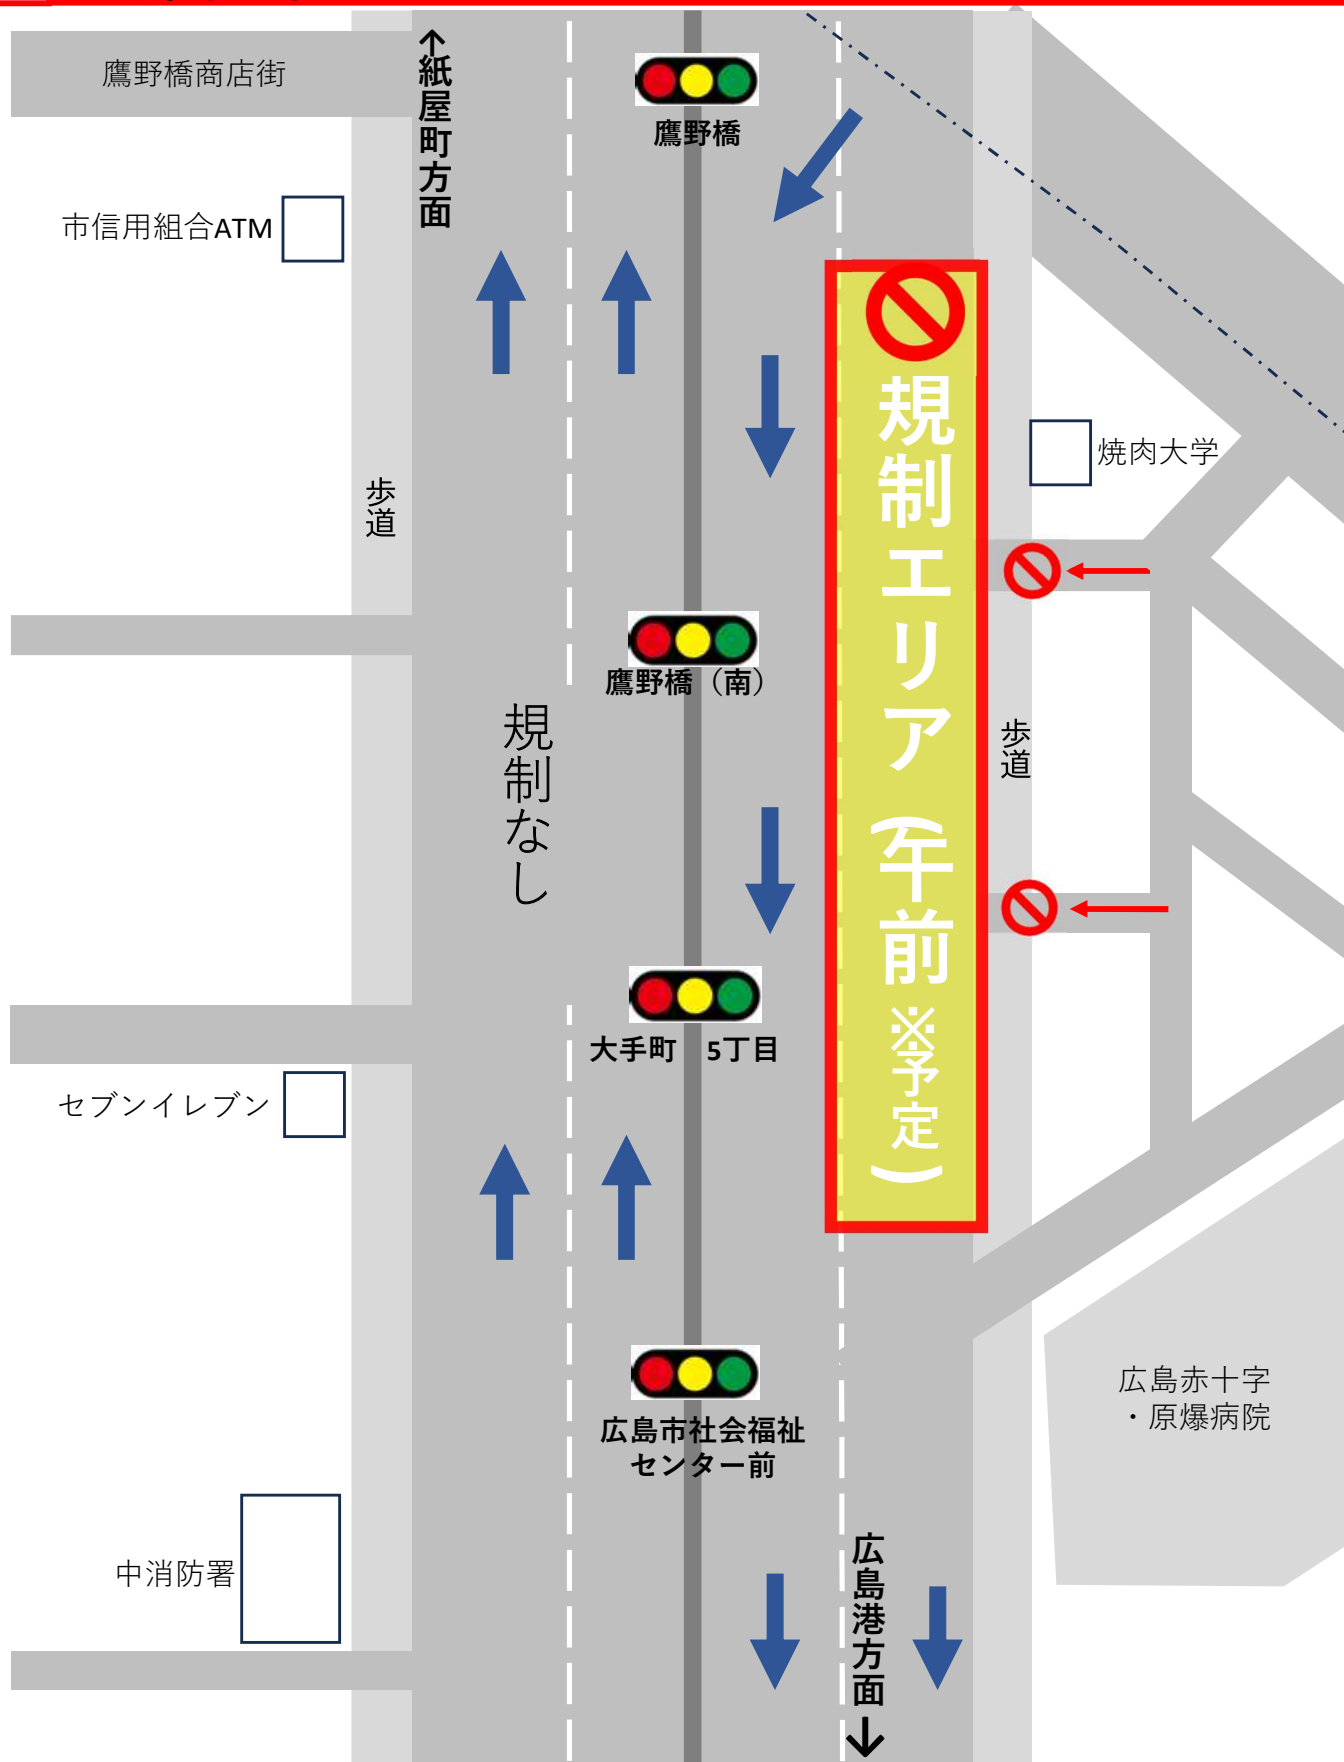 鷹野橋商店街
↑紙屋町方面
鷹野橋
市信用組合ATM
規制エリア（午前※予定）
焼肉大学
歩道
鷹野橋（南）
規制なし
歩道
大手町　5丁目
セブンイレブン
広島市社会福祉
センター前
広島赤十字
・原爆病院
中消防署
広島港方面↓